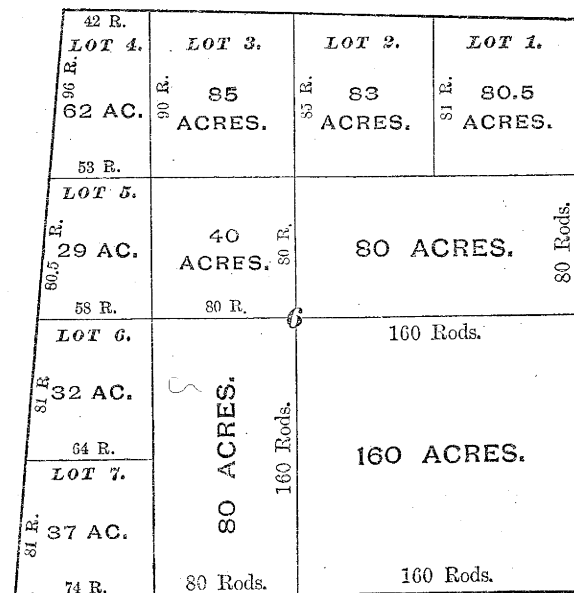 42 R.
LOT 4.
96 R.
62 AC.
53 R.
LOT 3.
90 R.
85
ACRES.
LOT 2.
85 R.
83
ACRES.
LOT 1.
81 R.
80.5
ACRES.
LOT 5.
80.5 R.
29 AC.
58 R.
40
ACRES.
80 R.
80 R.
80 ACRES.
80 Rods.
6
160 Rods.
LOT 6.
81 R
32 AC.
64 R.
LOT 7.
81 R.
37 AC.
74 R.
80 ACRES.
160 Rods.
80 Rods.
160 ACRES.
160 Rods.